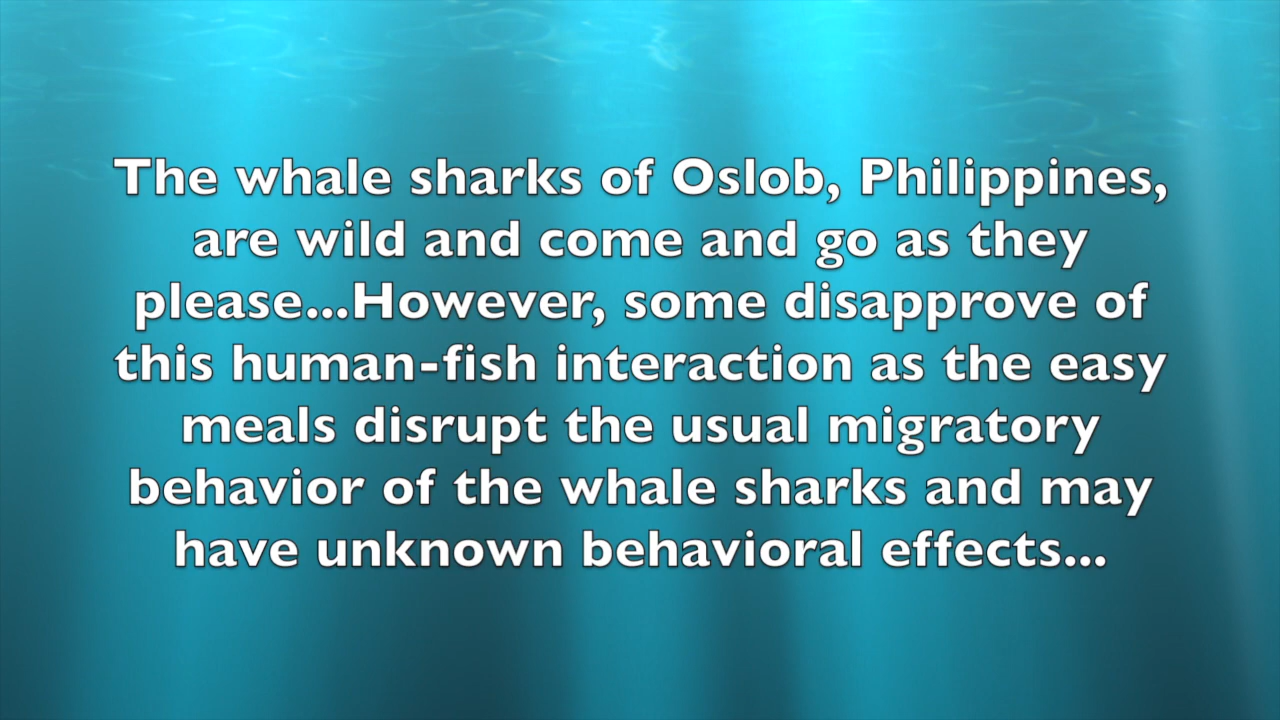 The whale sharks of Oslob, Philippines,
are wild and come and go as they
please...However, some disapprove of
this human-fish interaction as the easy
meals disrupt the usual migratory
behavior of the whale sharks and may
have unknown behavioral effects...